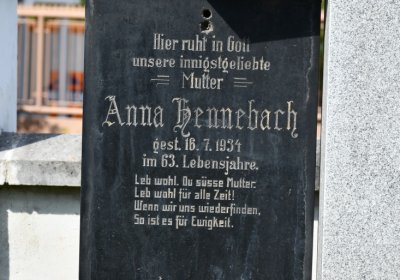 Hier ruht in Gott
unsere innigstgeliebte
Mutter
Anna Hennebach
gest. 18. 7. 1934
im 63. Lebensjahre.
Leb wohl, Du süsse Mutter.
Leb wohl für alle Zeit!
Wenn wir uns wiederfinden,
So ist es für Ewigkeit.